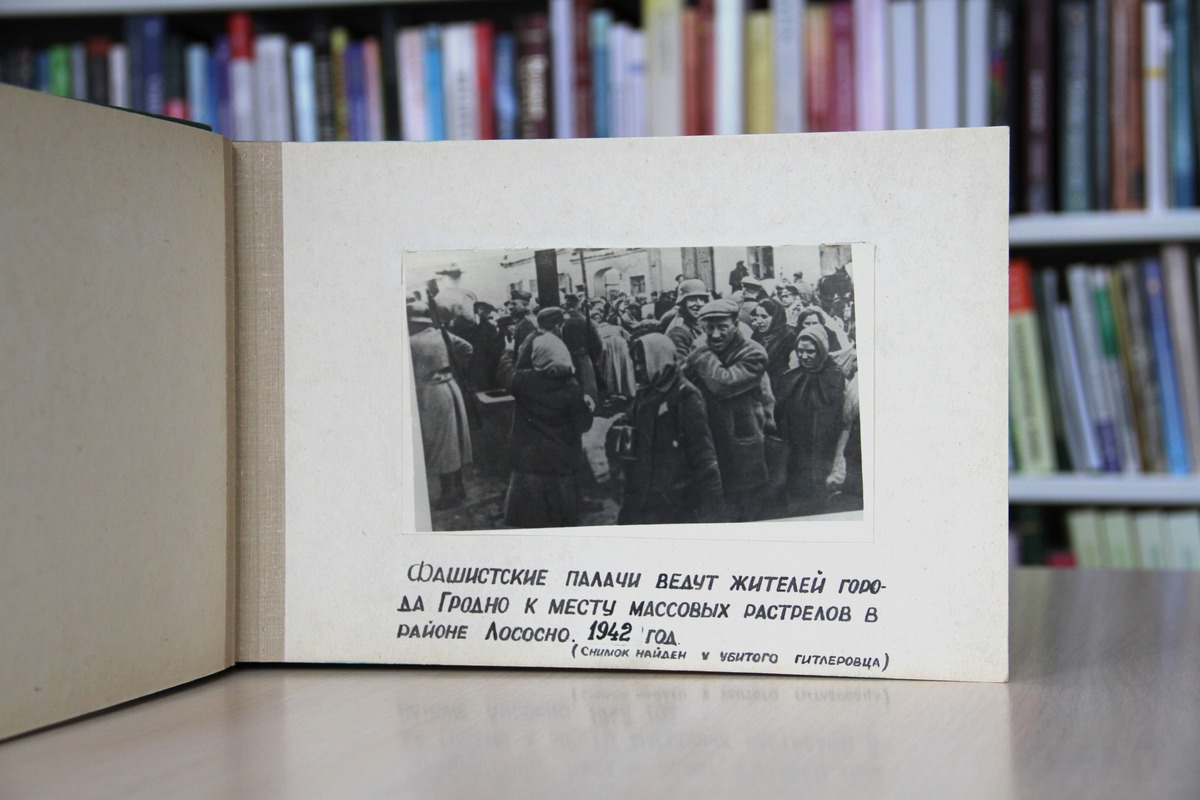 Фашистские палачи ведут жителей горо-
да Гродно к месту массовых растрелов в
районе Лососно. 1942 год.
(Снимок найден у убитого гитлеровца)